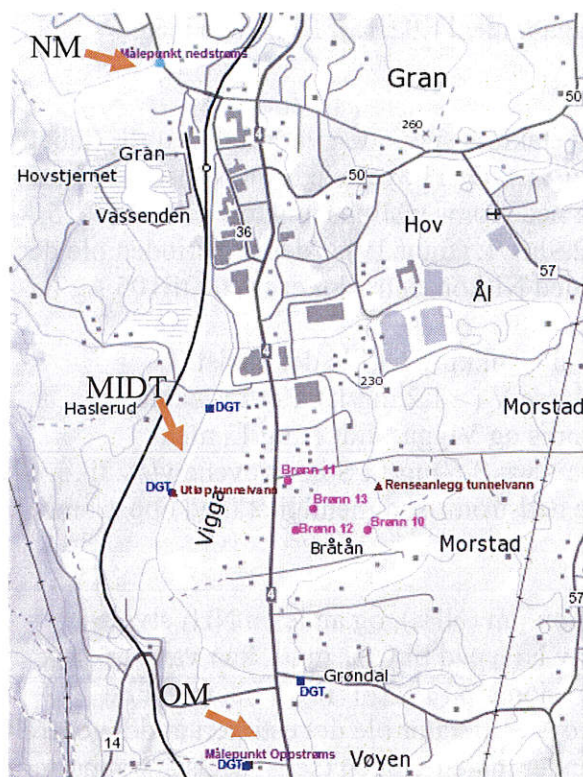 NM
Målepunkt nedstrøms
Gran
50
4
260
Gran
Hovstjernet
50
Vassenden
Hov
36
57
Ål
4
230
MIDT
Haslerud
DGT
Morstad
Brønn 11
DGT
Utløp tunnelvann
Renseanlegg tunnelvann
Brønn 13
Vigga
Brønn 12
Brønn 10
Bråtån
Morstad
4
57
Grøndal
OM
DGT
14
Målepunkt Oppstrøms
Vøyen
DGT